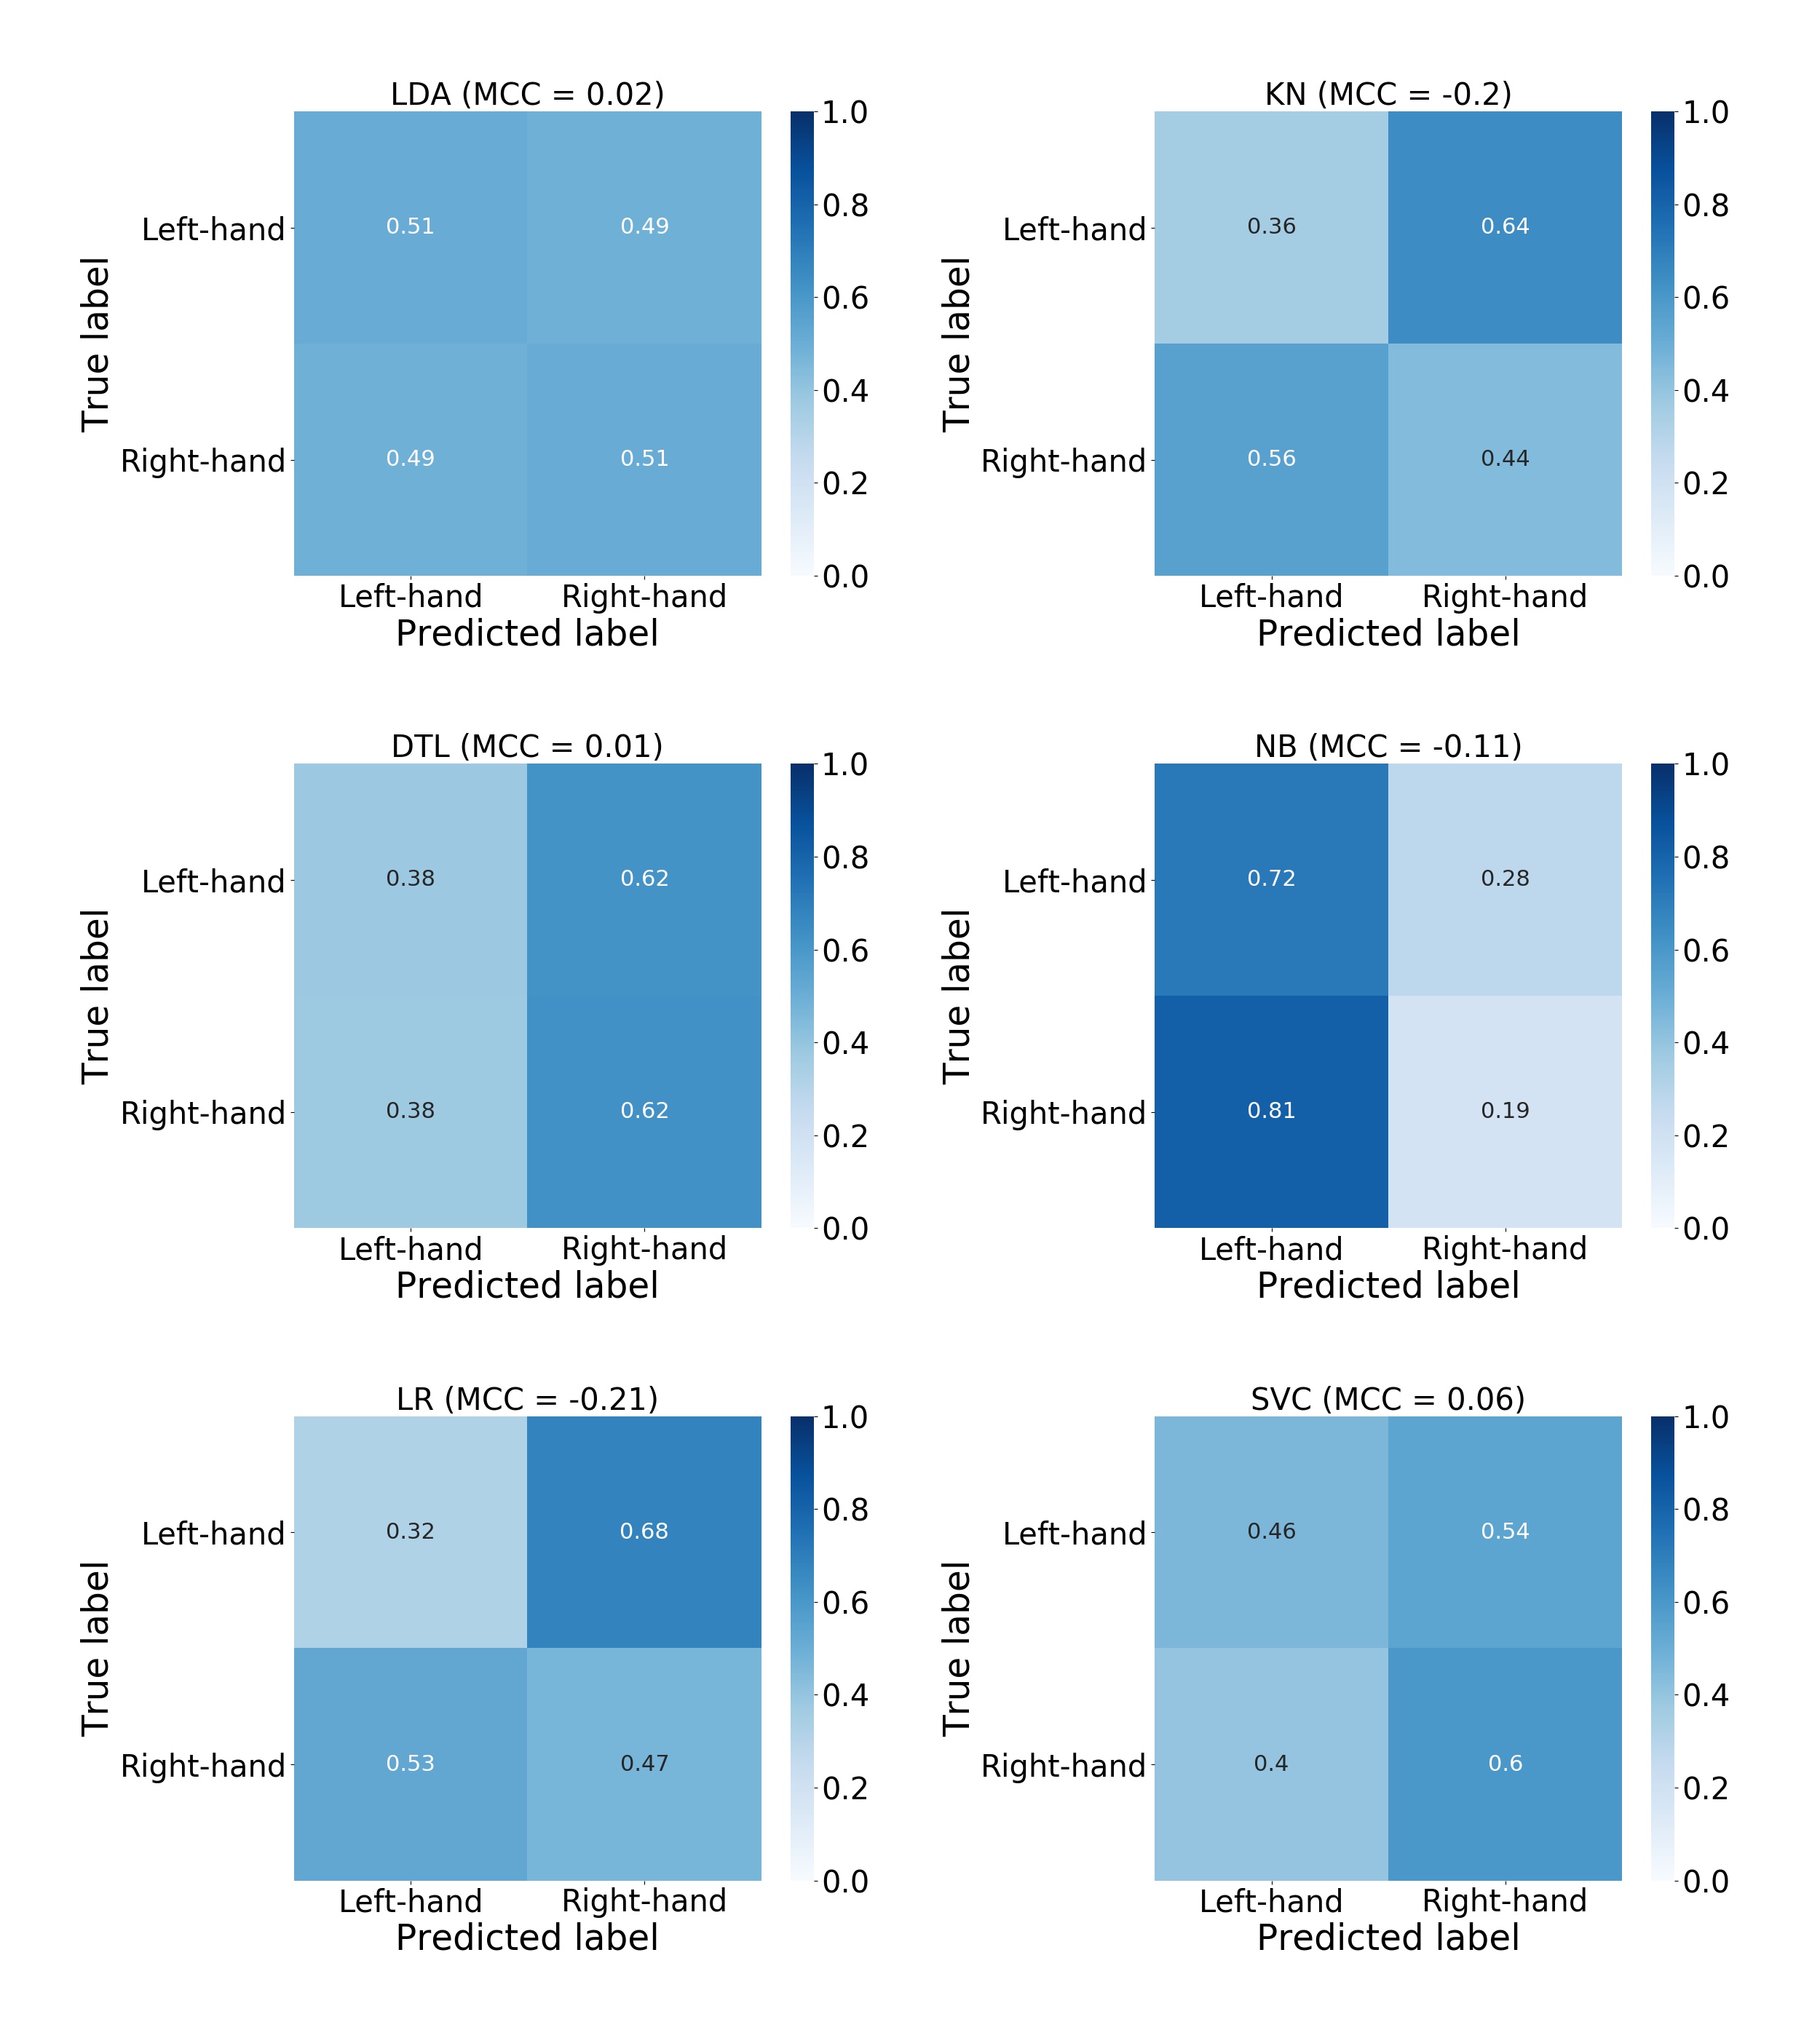 LDA (MCC = 0.02)
True label
Left-hand
Right-hand
0.51
0.49
0.49
0.51
Left-hand
Right-hand
Predicted label
1.0
0.8
0.6
0.4
0.2
0.0
KN (MCC = -0.2)
True label
Left-hand
Right-hand
0.36
0.64
0.56
0.44
Left-hand
Right-hand
Predicted label
1.0
0.8
0.6
0.4
0.2
0.0
DTL (MCC = 0.01)
True label
Left-hand
Right-hand
0.38
0.62
0.38
0.62
Left-hand
Right-hand
Predicted label
1.0
0.8
0.6
0.4
0.2
0.0
NB (MCC = -0.11)
True label
Left-hand
Right-hand
0.72
0.28
0.81
0.19
Left-hand
Right-hand
Predicted label
1.0
0.8
0.6
0.4
0.2
0.0
LR (MCC = -0.21)
True label
Left-hand
Right-hand
0.32
0.68
0.53
0.47
Left-hand
Right-hand
Predicted label
1.0
0.8
0.6
0.4
0.2
0.0
SVC (MCC = 0.06)
True label
Left-hand
Right-hand
0.46
0.54
0.4
0.6
Left-hand
Right-hand
Predicted label
1.0
0.8
0.6
0.4
0.2
0.0